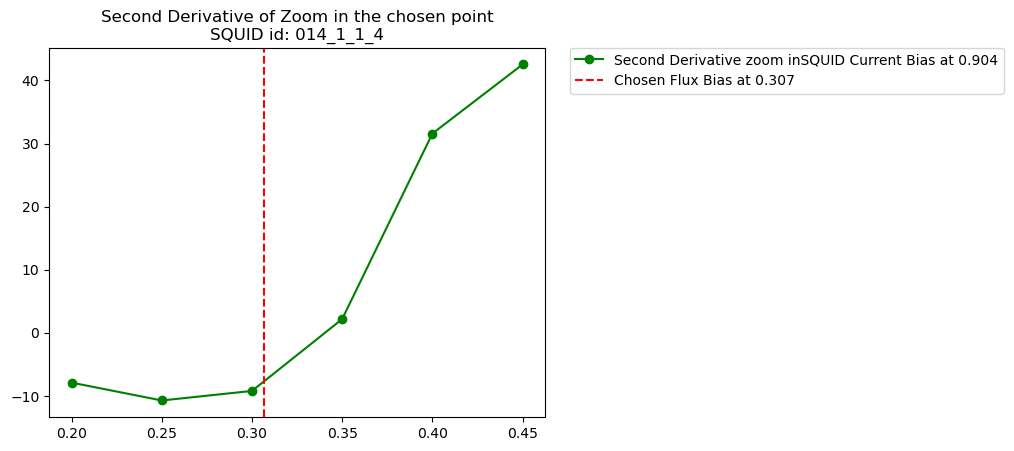 Second Derivative of Zoom in the chosen point
SQUID id: 014_1_1_4
Second Derivative zoom inSQUID Current Bias at 0.904
Chosen Flux Bias at 0.307
40
30
20
10
0
−10
0.20 0.25 0.30 0.35 0.40 0.45